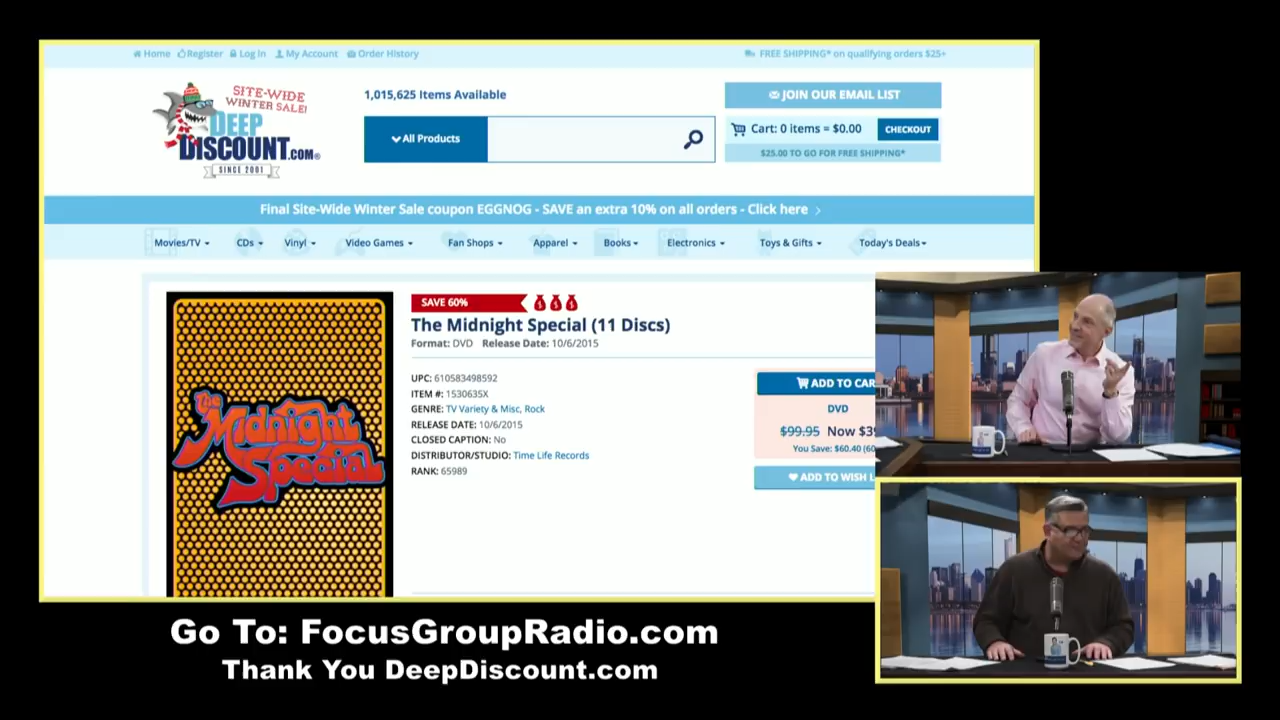 Home Register Log In My Account Order History
FREE SHIPPING* on qualifying orders $25+
SITE-WIDE
WINTER SALE!
DEEP
DISCOUNT.COM
SINCE 2001
1,015,625 Items Available
All Products
JOIN OUR EMAIL LIST
Cart: 0 items = $0.00 CHECKOUT
$25.00 TO GO FOR FREE SHIPPING*
Final Site-Wide Winter Sale coupon EGGNOG - SAVE an extra 10% on all orders - Click here
Movies/TV CDs Vinyl Video Games Fan Shops Apparel Books Electronics Toys & Gifts Today's Deals
The
Midnight
Special
SAVE 60%
The Midnight Special (11 Discs)
Format: DVD Release Date: 10/6/2015
UPC: 610583498592
ITEM #: 1530635X
GENRE: TV Variety & Misc, Rock
RELEASE DATE: 10/6/2015
CLOSED CAPTION: No
DISTRIBUTOR/STUDIO: Time Life Records
RANK: 65989
ADD TO CAR
DVD
$99.95 Now $39
You Save: $60.40 (60
ADD TO WISH L
Go To: FocusGroupRadio.com
Thank You DeepDiscount.com